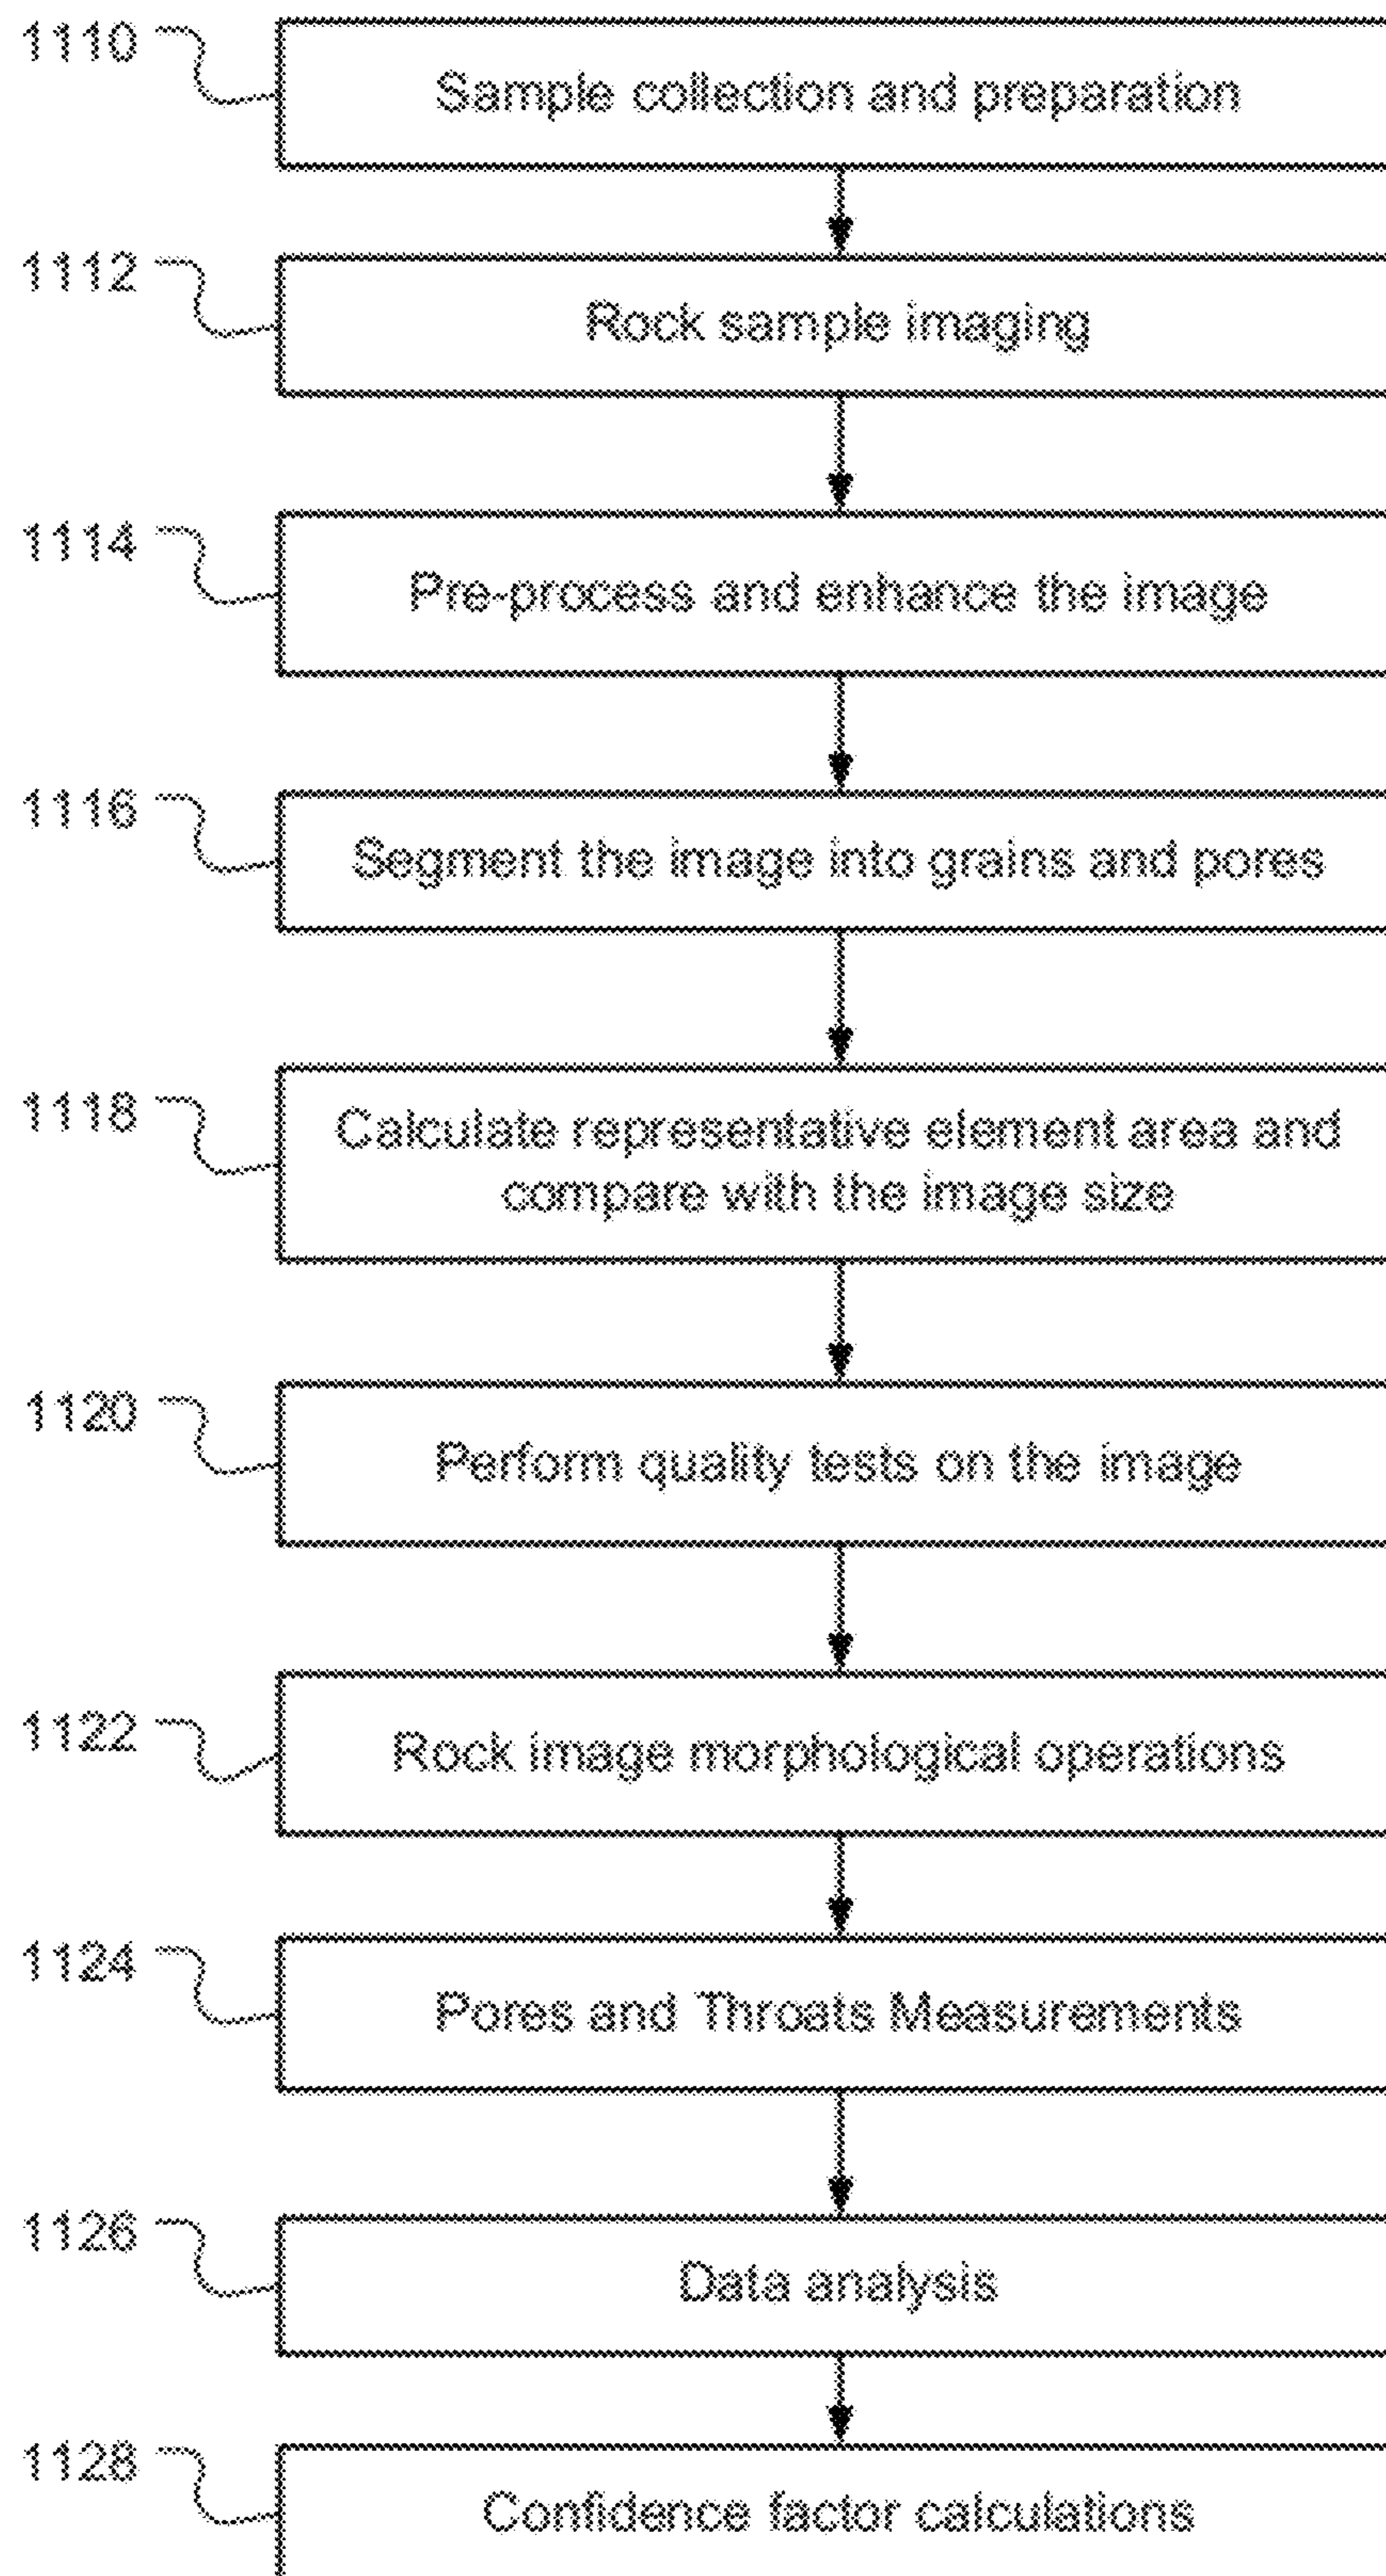 1110
Sample collection and preparation
1112
Rock sample imaging
1114
Pre-process and enhance the image
1116
Segment the image into grains and pores
1118
Calculate representative element area and
compare with the image size
1120
Perform quality tests on the image
1122
Rock image morphological operations
1124
Pores and Throats Measurements
1126
Data analysis
1128
Confidence factor calculations